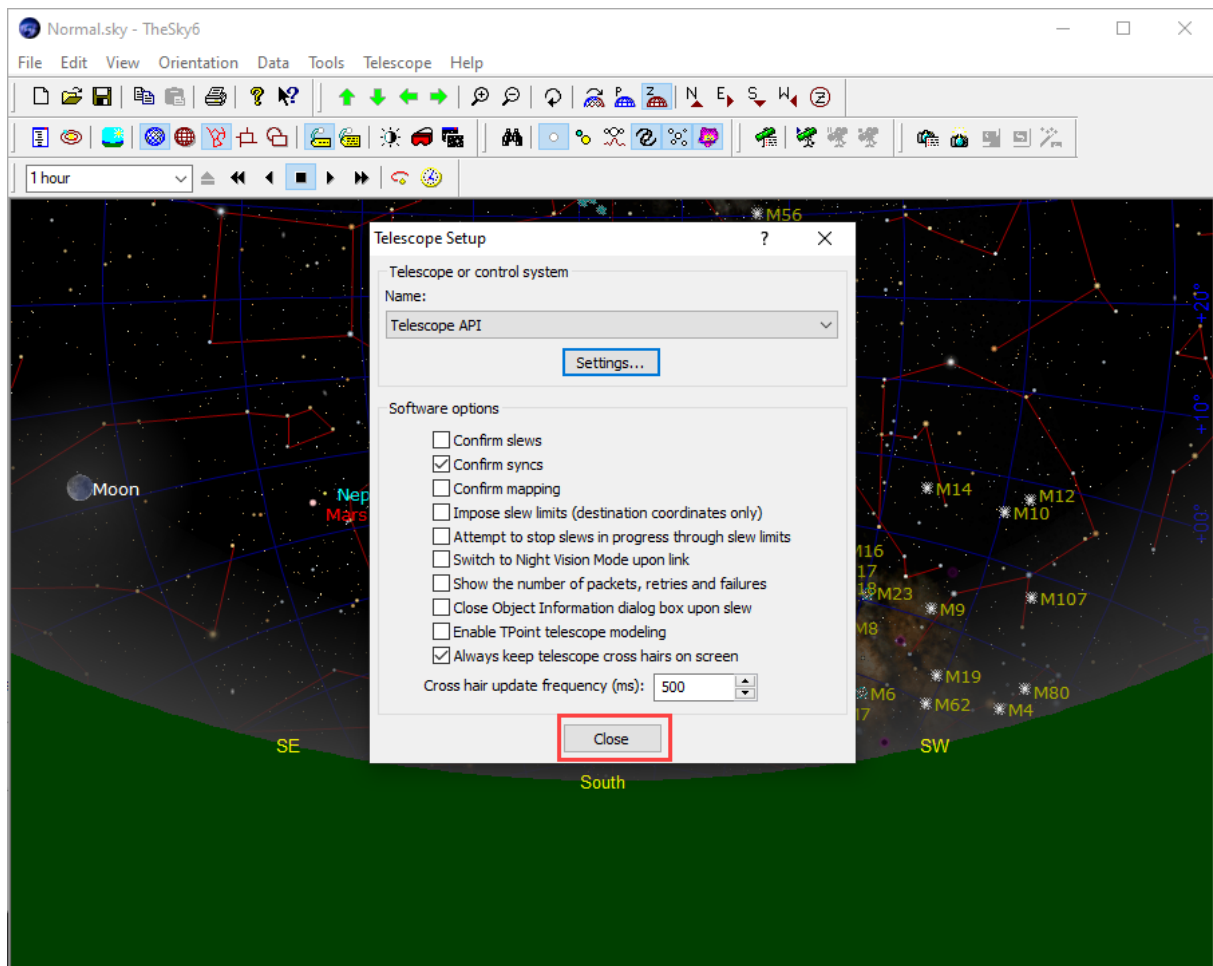 Normal.sky - TheSky6
File Edit View Orientation Data Tools Telescope Help
N E S W Z
1 hour
M56
Telescope Setup
Telescope or control system
Name:
Telescope API
Settings...
Software options
Confirm slews
Confirm syncs
Confirm mapping
Impose slew limits (destination coordinates only)
Attempt to stop slews in progress through slew limits
Switch to Night Vision Mode upon link
Show the number of packets, retries and failures
Close Object Information dialog box upon slew
Enable TPoint telescope modeling
Always keep telescope cross hairs on screen
Cross hair update frequency (ms): 500
Close
Moon
Nep
Mars
+20°
+10°
+00°
M14
M12
M10
M16
17
18 M23
M9
M107
M8
M19
M6
M62
M80
M4
17
SE
South
SW